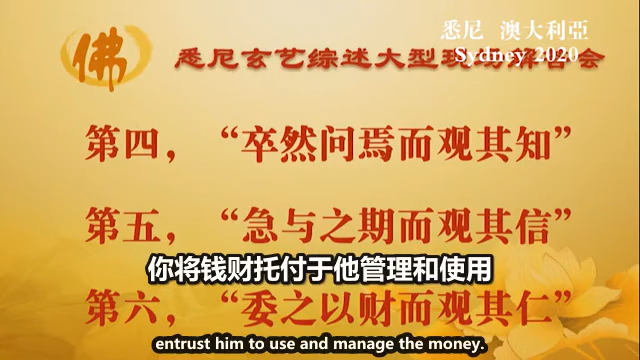 悉尼 澳大利亞
Sydney 2020
佛
悉尼玄艺综述大型现场解答会
第四，“卒然问焉而观其知”
第五，“急与之期而观其信”
你将钱财托付于他管理和使用
第六，“委之以财而观其仁”
entrust him to use and manage the money.